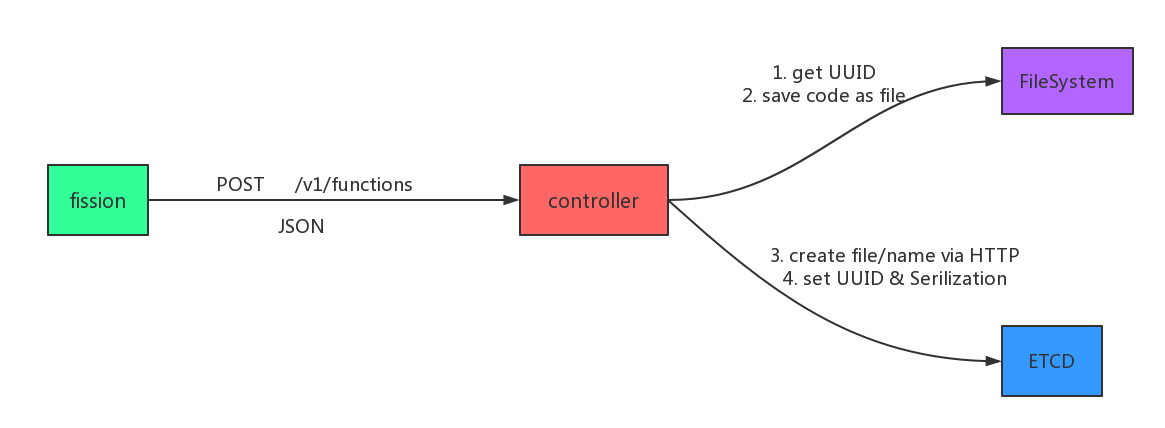 fission
POST /v1/functions
JSON
controller
1. get UUID
2. save code as file
FileSystem
3. create file/name via HTTP
4. set UUID & Serilization
ETCD